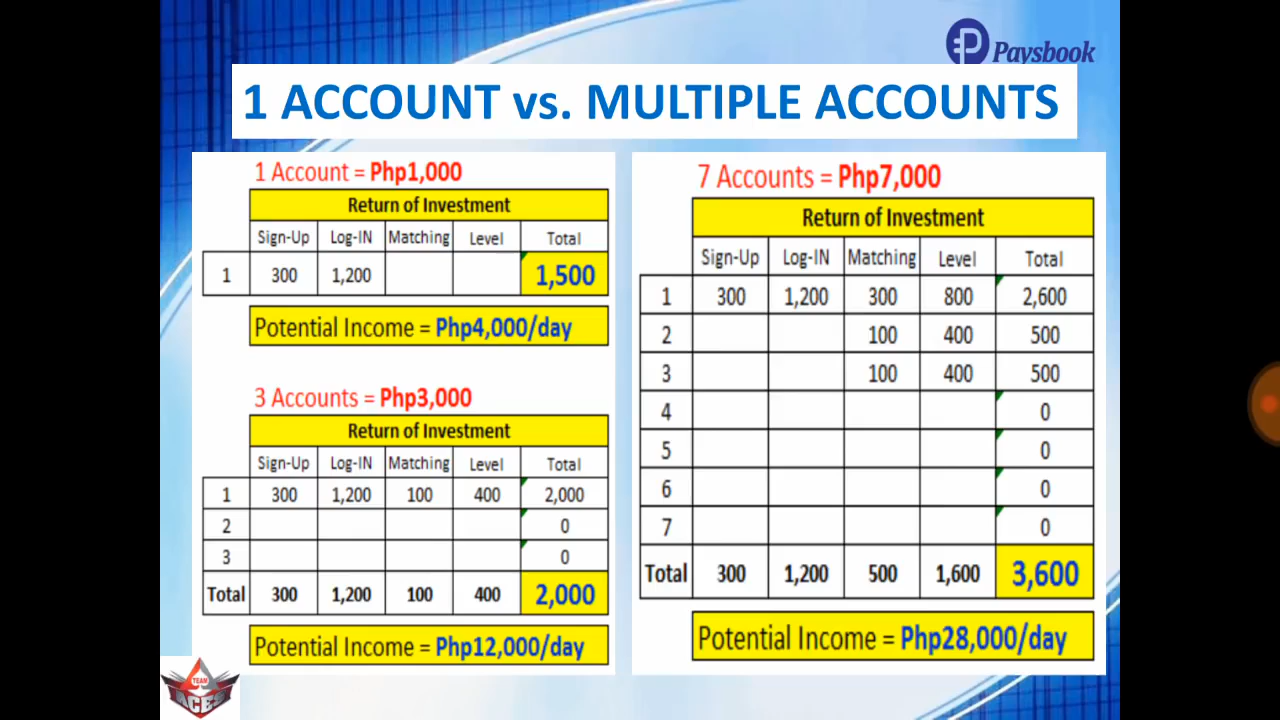 Paysbook
1 ACCOUNT vs. MULTIPLE ACCOUNTS
1 Account = Php1,000
Return of Investment
Sign-Up Log-IN Matching Level Total
1 300 1,200 1,500
Potential Income = Php4,000/day
3 Accounts = Php3,000
Return of Investment
Sign-Up Log-IN Matching Level Total
1 300 1,200 100 400 2,000
2 0
3 0
Total 300 1,200 100 400 2,000
Potential Income = Php12,000/day
7 Accounts = Php7,000
Return of Investment
Sign-Up Log-IN Matching Level Total
1 300 1,200 300 800 2,600
2 100 400 500
3 100 400 500
4 0
5 0
6 0
7 0
Total 300 1,200 500 1,600 3,600
Potential Income = Php28,000/day
TEAM
ACES